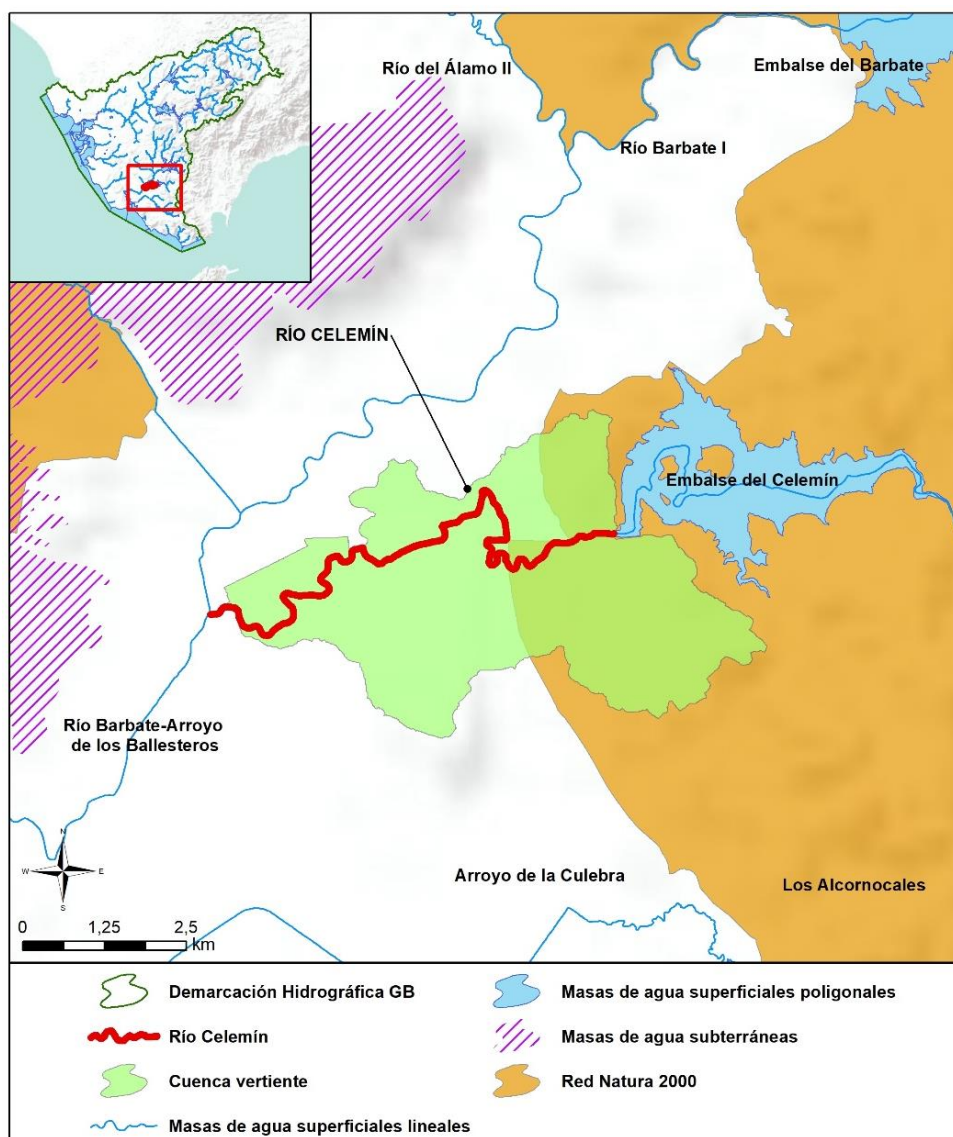 Río del Álamo II
Embalse del Barbate
Río Barbate I
RÍO CELEMÍN
Embalse del Celemín
Río Barbate-Arroyo
de los Ballesteros
N
W
E
S
Arroyo de la Culebra
Los Alcornocales
0 1,25 2,5
km
Demarcación Hidrográfica GB
Masas de agua superficiales poligonales
Río Celemín
Masas de agua subterráneas
Cuenca vertiente
Red Natura 2000
Masas de agua superficiales lineales